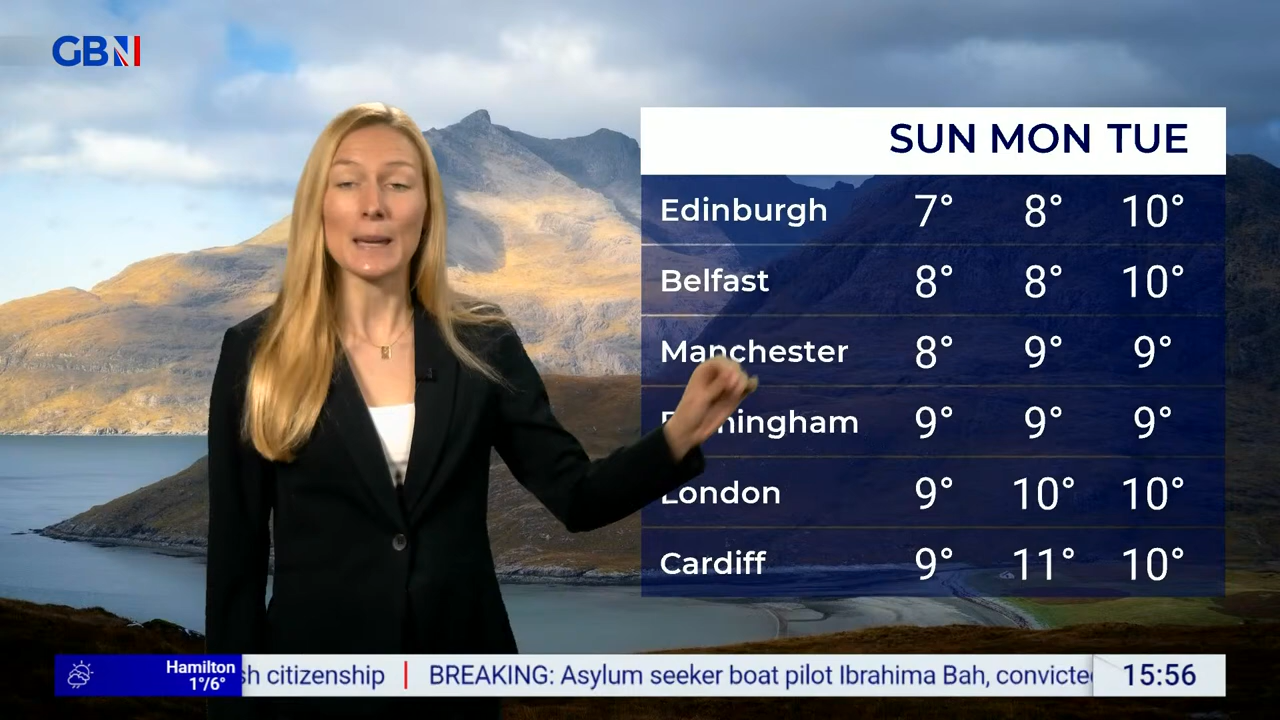 GBN
SUN MON TUE
Edinburgh 7° 8° 10°
Belfast 8° 8° 10°
Manchester 8° 9° 9°
mingham 9° 9° 9°
London 9° 10° 10°
Cardiff 9° 11° 10°
Hamilton
1°/6°
sh citizenship | BREAKING: Asylum seeker boat pilot Ibrahima Bah, convicted
15:56